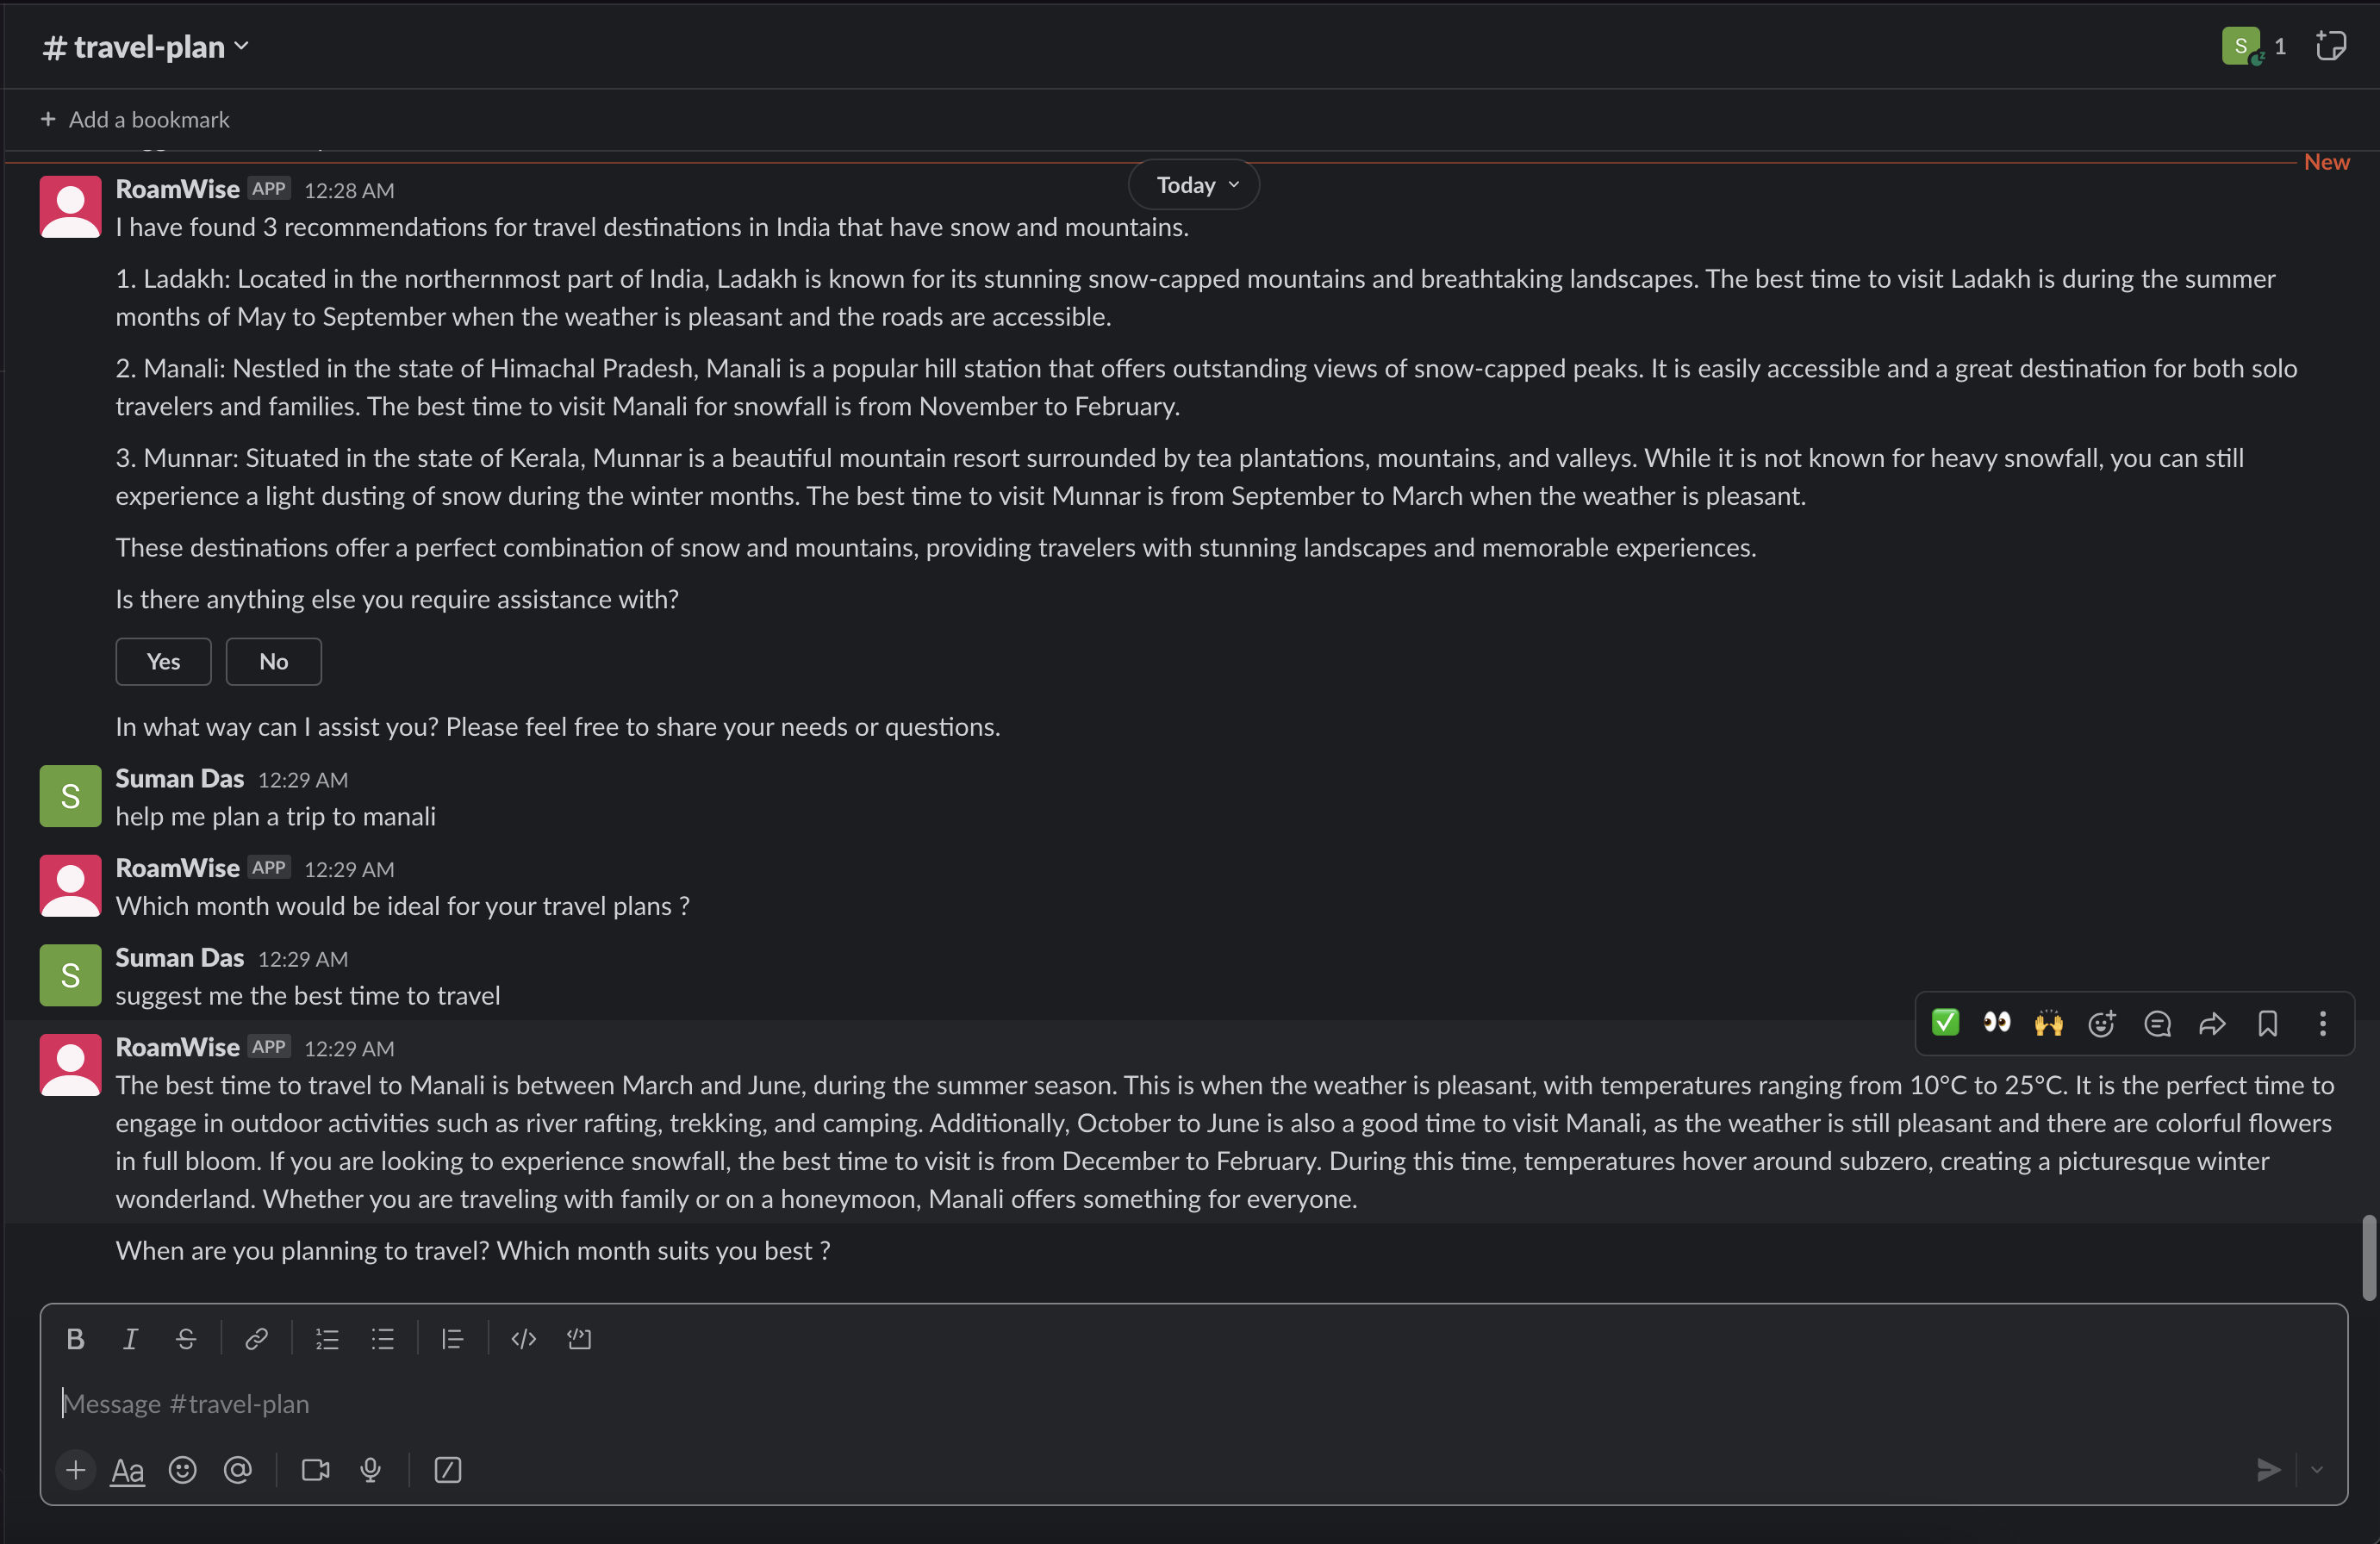 # travel-plan
S 1
+ Add a bookmark
New
Today
RoamWise APP 12:28 AM
I have found 3 recommendations for travel destinations in India that have snow and mountains.
1. Ladakh: Located in the northernmost part of India, Ladakh is known for its stunning snow-capped mountains and breathtaking landscapes. The best time to visit Ladakh is during the summer
months of May to September when the weather is pleasant and the roads are accessible.
2. Manali: Nestled in the state of Himachal Pradesh, Manali is a popular hill station that offers outstanding views of snow-capped peaks. It is easily accessible and a great destination for both solo
travelers and families. The best time to visit Manali for snowfall is from November to February.
3. Munnar: Situated in the state of Kerala, Munnar is a beautiful mountain resort surrounded by tea plantations, mountains, and valleys. While it is not known for heavy snowfall, you can still
experience a light dusting of snow during the winter months. The best time to visit Munnar is from September to March when the weather is pleasant.
These destinations offer a perfect combination of snow and mountains, providing travelers with stunning landscapes and memorable experiences.
Is there anything else you require assistance with?
Yes No
In what way can I assist you? Please feel free to share your needs or questions.
S
Suman Das 12:29 AM
help me plan a trip to manali
RoamWise APP 12:29 AM
Which month would be ideal for your travel plans ?
S
Suman Das 12:29 AM
suggest me the best time to travel
RoamWise APP 12:29 AM
The best time to travel to Manali is between March and June, during the summer season. This is when the weather is pleasant, with temperatures ranging from 10°C to 25°C. It is the perfect time to
engage in outdoor activities such as river rafting, trekking, and camping. Additionally, October to June is also a good time to visit Manali, as the weather is still pleasant and there are colorful flowers
in full bloom. If you are looking to experience snowfall, the best time to visit is from December to February. During this time, temperatures hover around subzero, creating a picturesque winter
wonderland. Whether you are traveling with family or on a honeymoon, Manali offers something for everyone.
When are you planning to travel? Which month suits you best ?
B I S
Message #travel-plan
+ Aa @